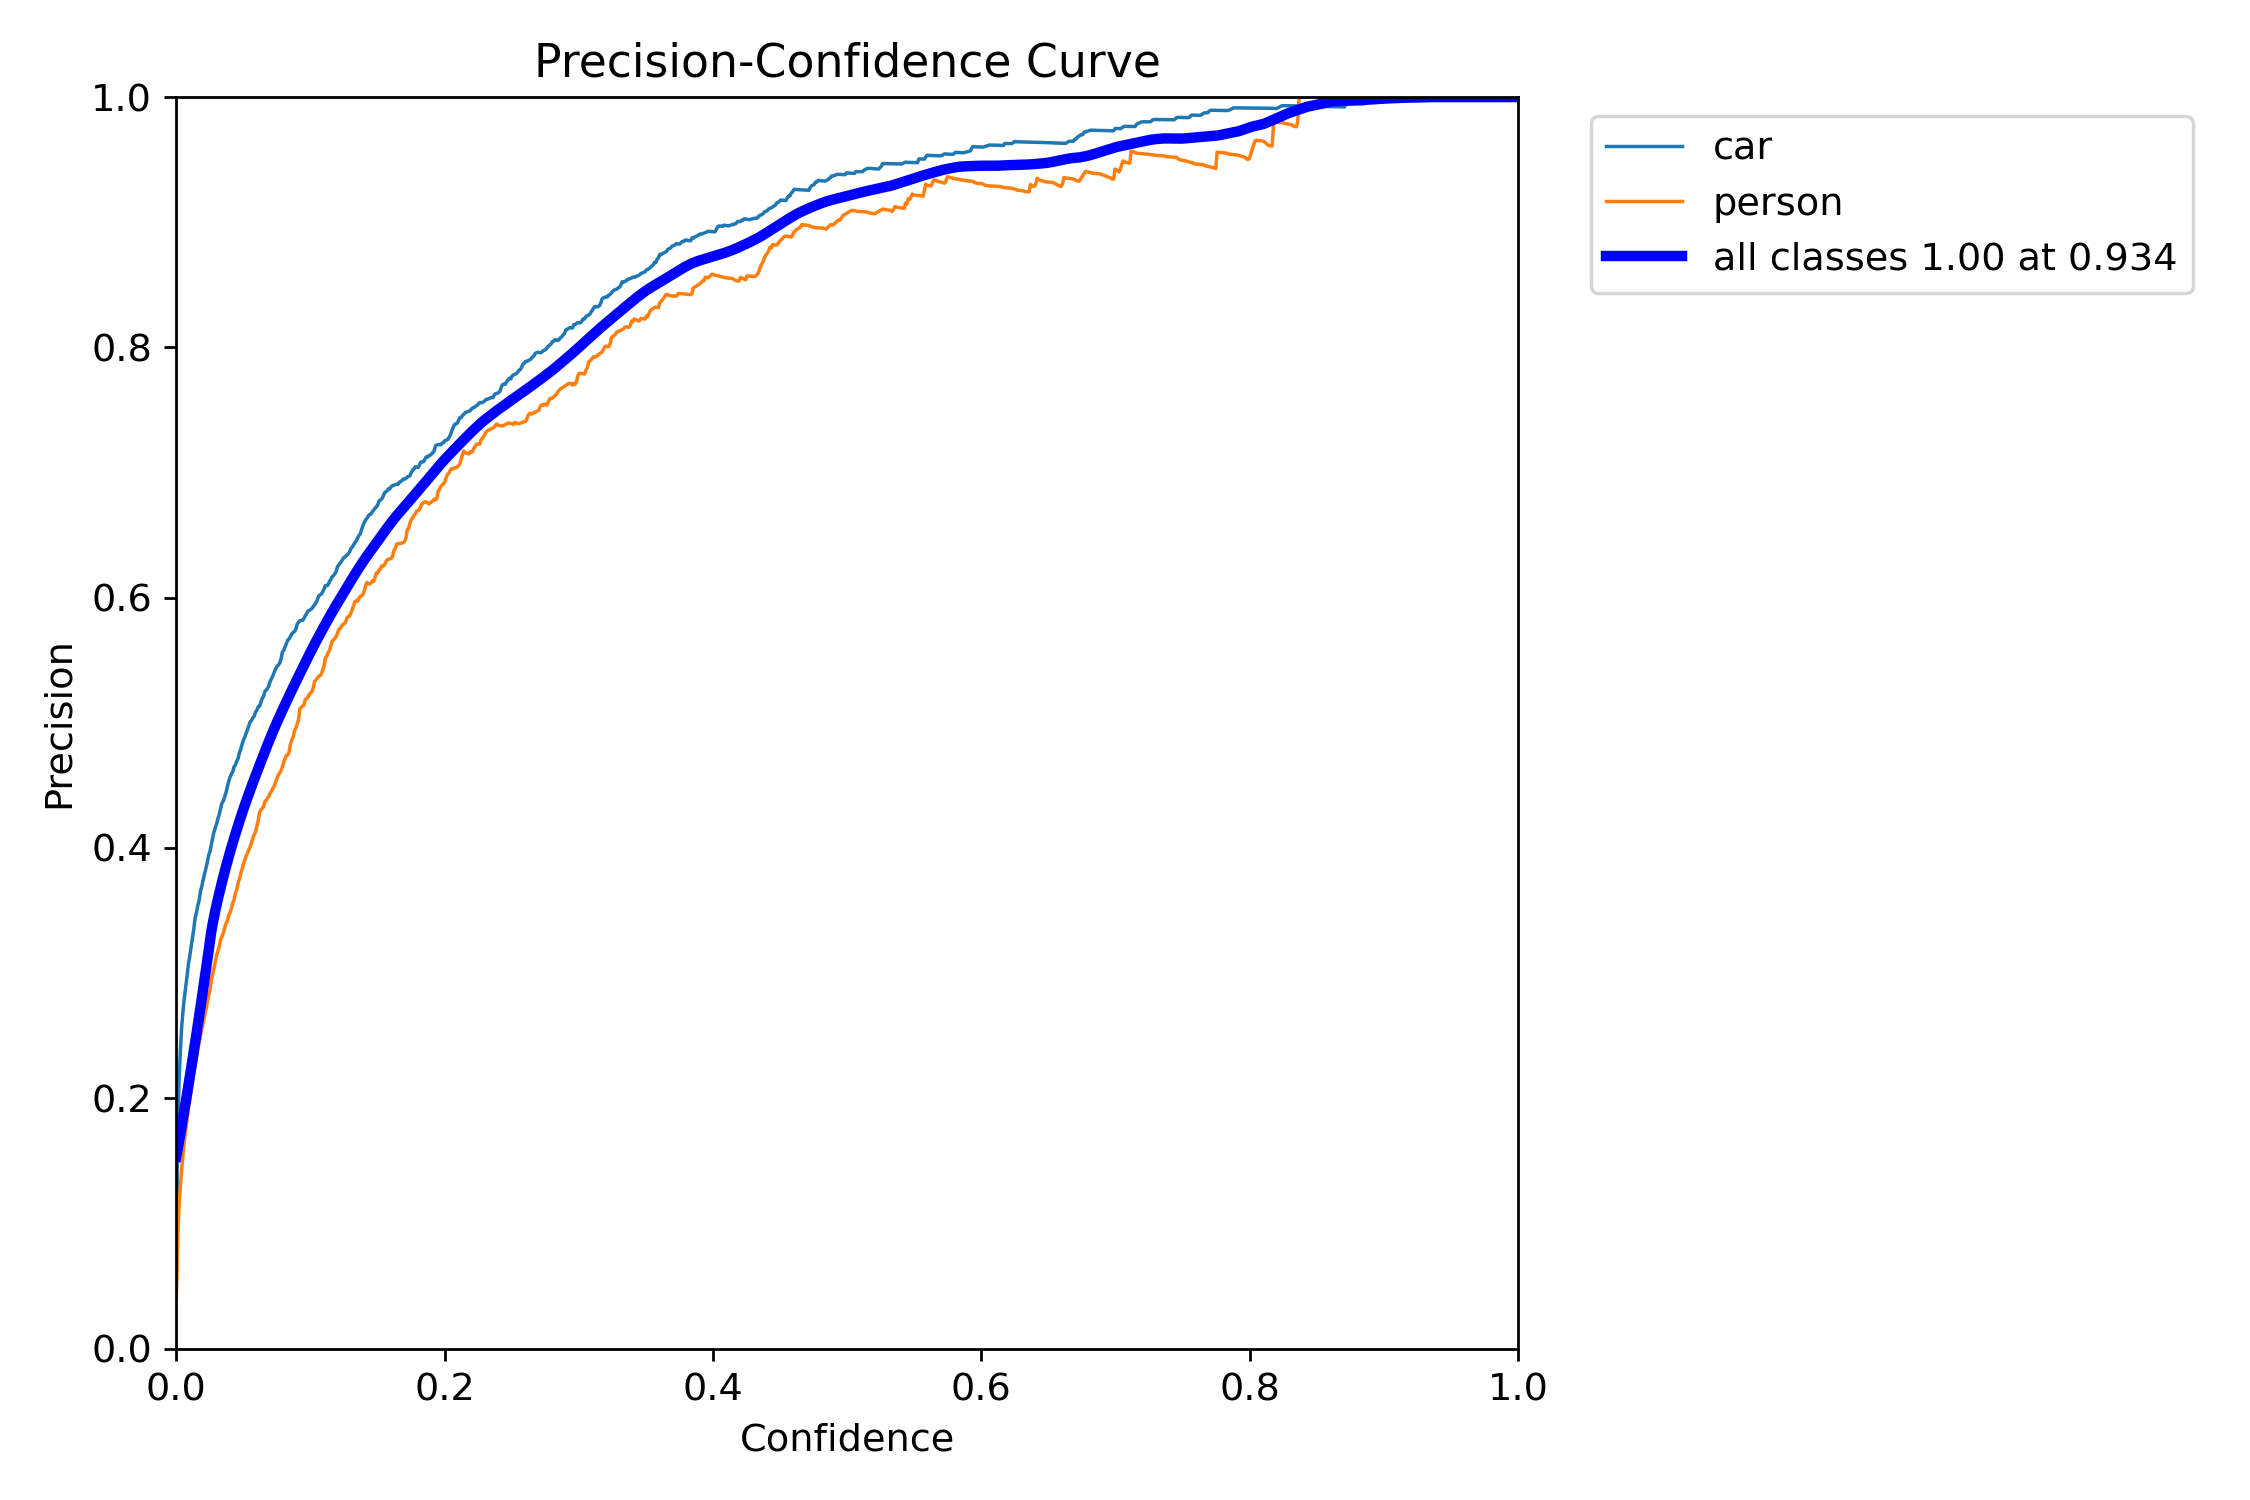 Precision-Confidence Curve
1.0
0.8
0.6
0.4
0.2
0.0
Precision
0.0 0.2 0.4 0.6 0.8 1.0
Confidence
car
person
all classes 1.00 at 0.934